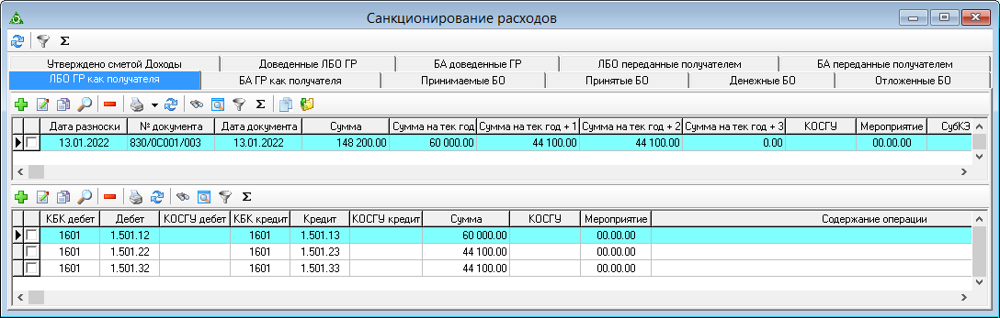 Санкционирование расходов
Σ
Утверждено сметой Доходы Доведенные ЛБО ГР БА доведенные ГР ЛБО переданные получателем БА переданные получателем
ЛБО ГР как получателя БА ГР как получателя Принимаемые БО Принятые БО Денежные БО Отложенные БО
Σ
Дата разноски № документа Дата документа Сумма Сумма на тек год Сумма на тек год + 1 Сумма на тек год + 2 Сумма на тек год + 3 КОСГУ Мероприятие СубКЭ
13.01.2022 830/0С001/003 13.01.2022 148 200.00 60 000.00 44 100.00 44 100.00 0.00 00.00.00
Σ
КБК дебет Дебет КОСГУ дебет КБК кредит Кредит КОСГУ кредит Сумма КОСГУ Мероприятие Содержание операции
1601 1.501.12 1601 1.501.13 60 000.00 00.00.00
1601 1.501.22 1601 1.501.23 44 100.00 00.00.00
1601 1.501.32 1601 1.501.33 44 100.00 00.00.00